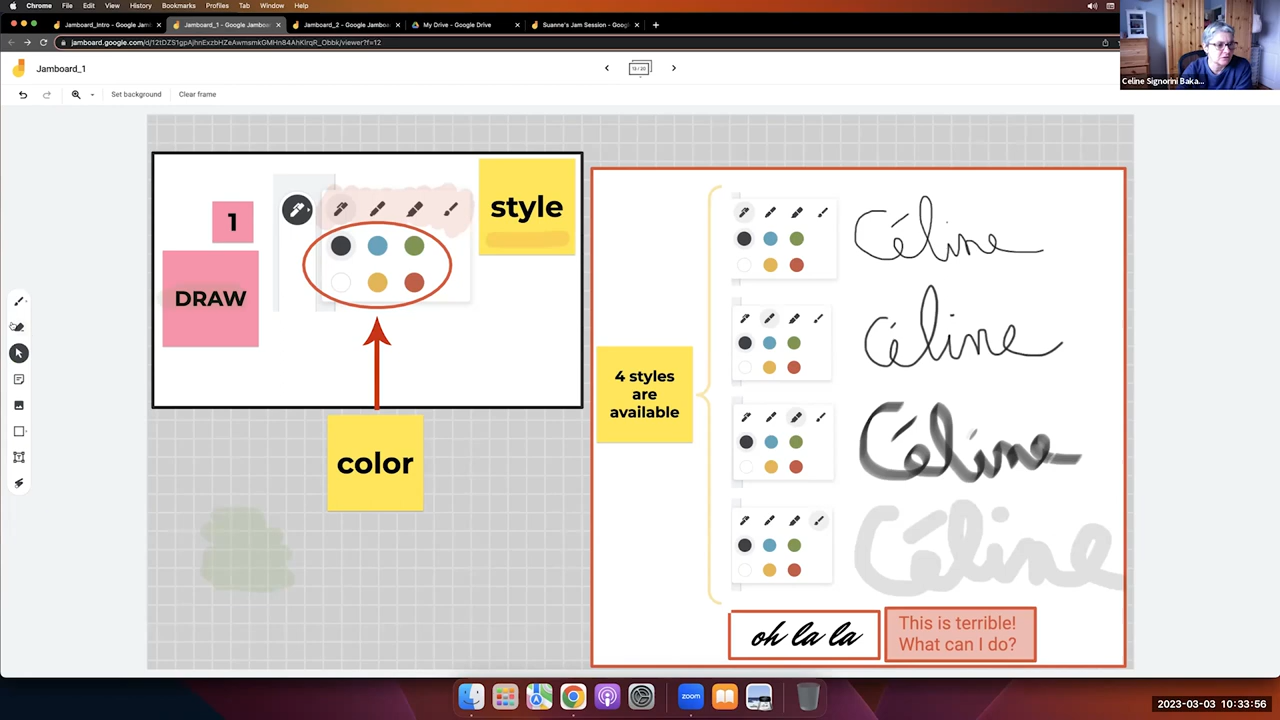 Chrome File Edit View History Bookmarks Profiles Tab Window Help
Jamboard_Intro - Google Jamb Jamboard_1 - Google Jambo Jamboard_2 - Google Jambo My Drive - Google Drive Suanne's Jam Session - Goog
Jamboard_1
Set background Clear frame
Celine Signorini Baka...
1
DRAW
style
color
4 styles
are
available
Céline
Céline
Céline
Céline
oh la la
This is terrible!
What can I do?
zoom
2023-03-03 10:33:56